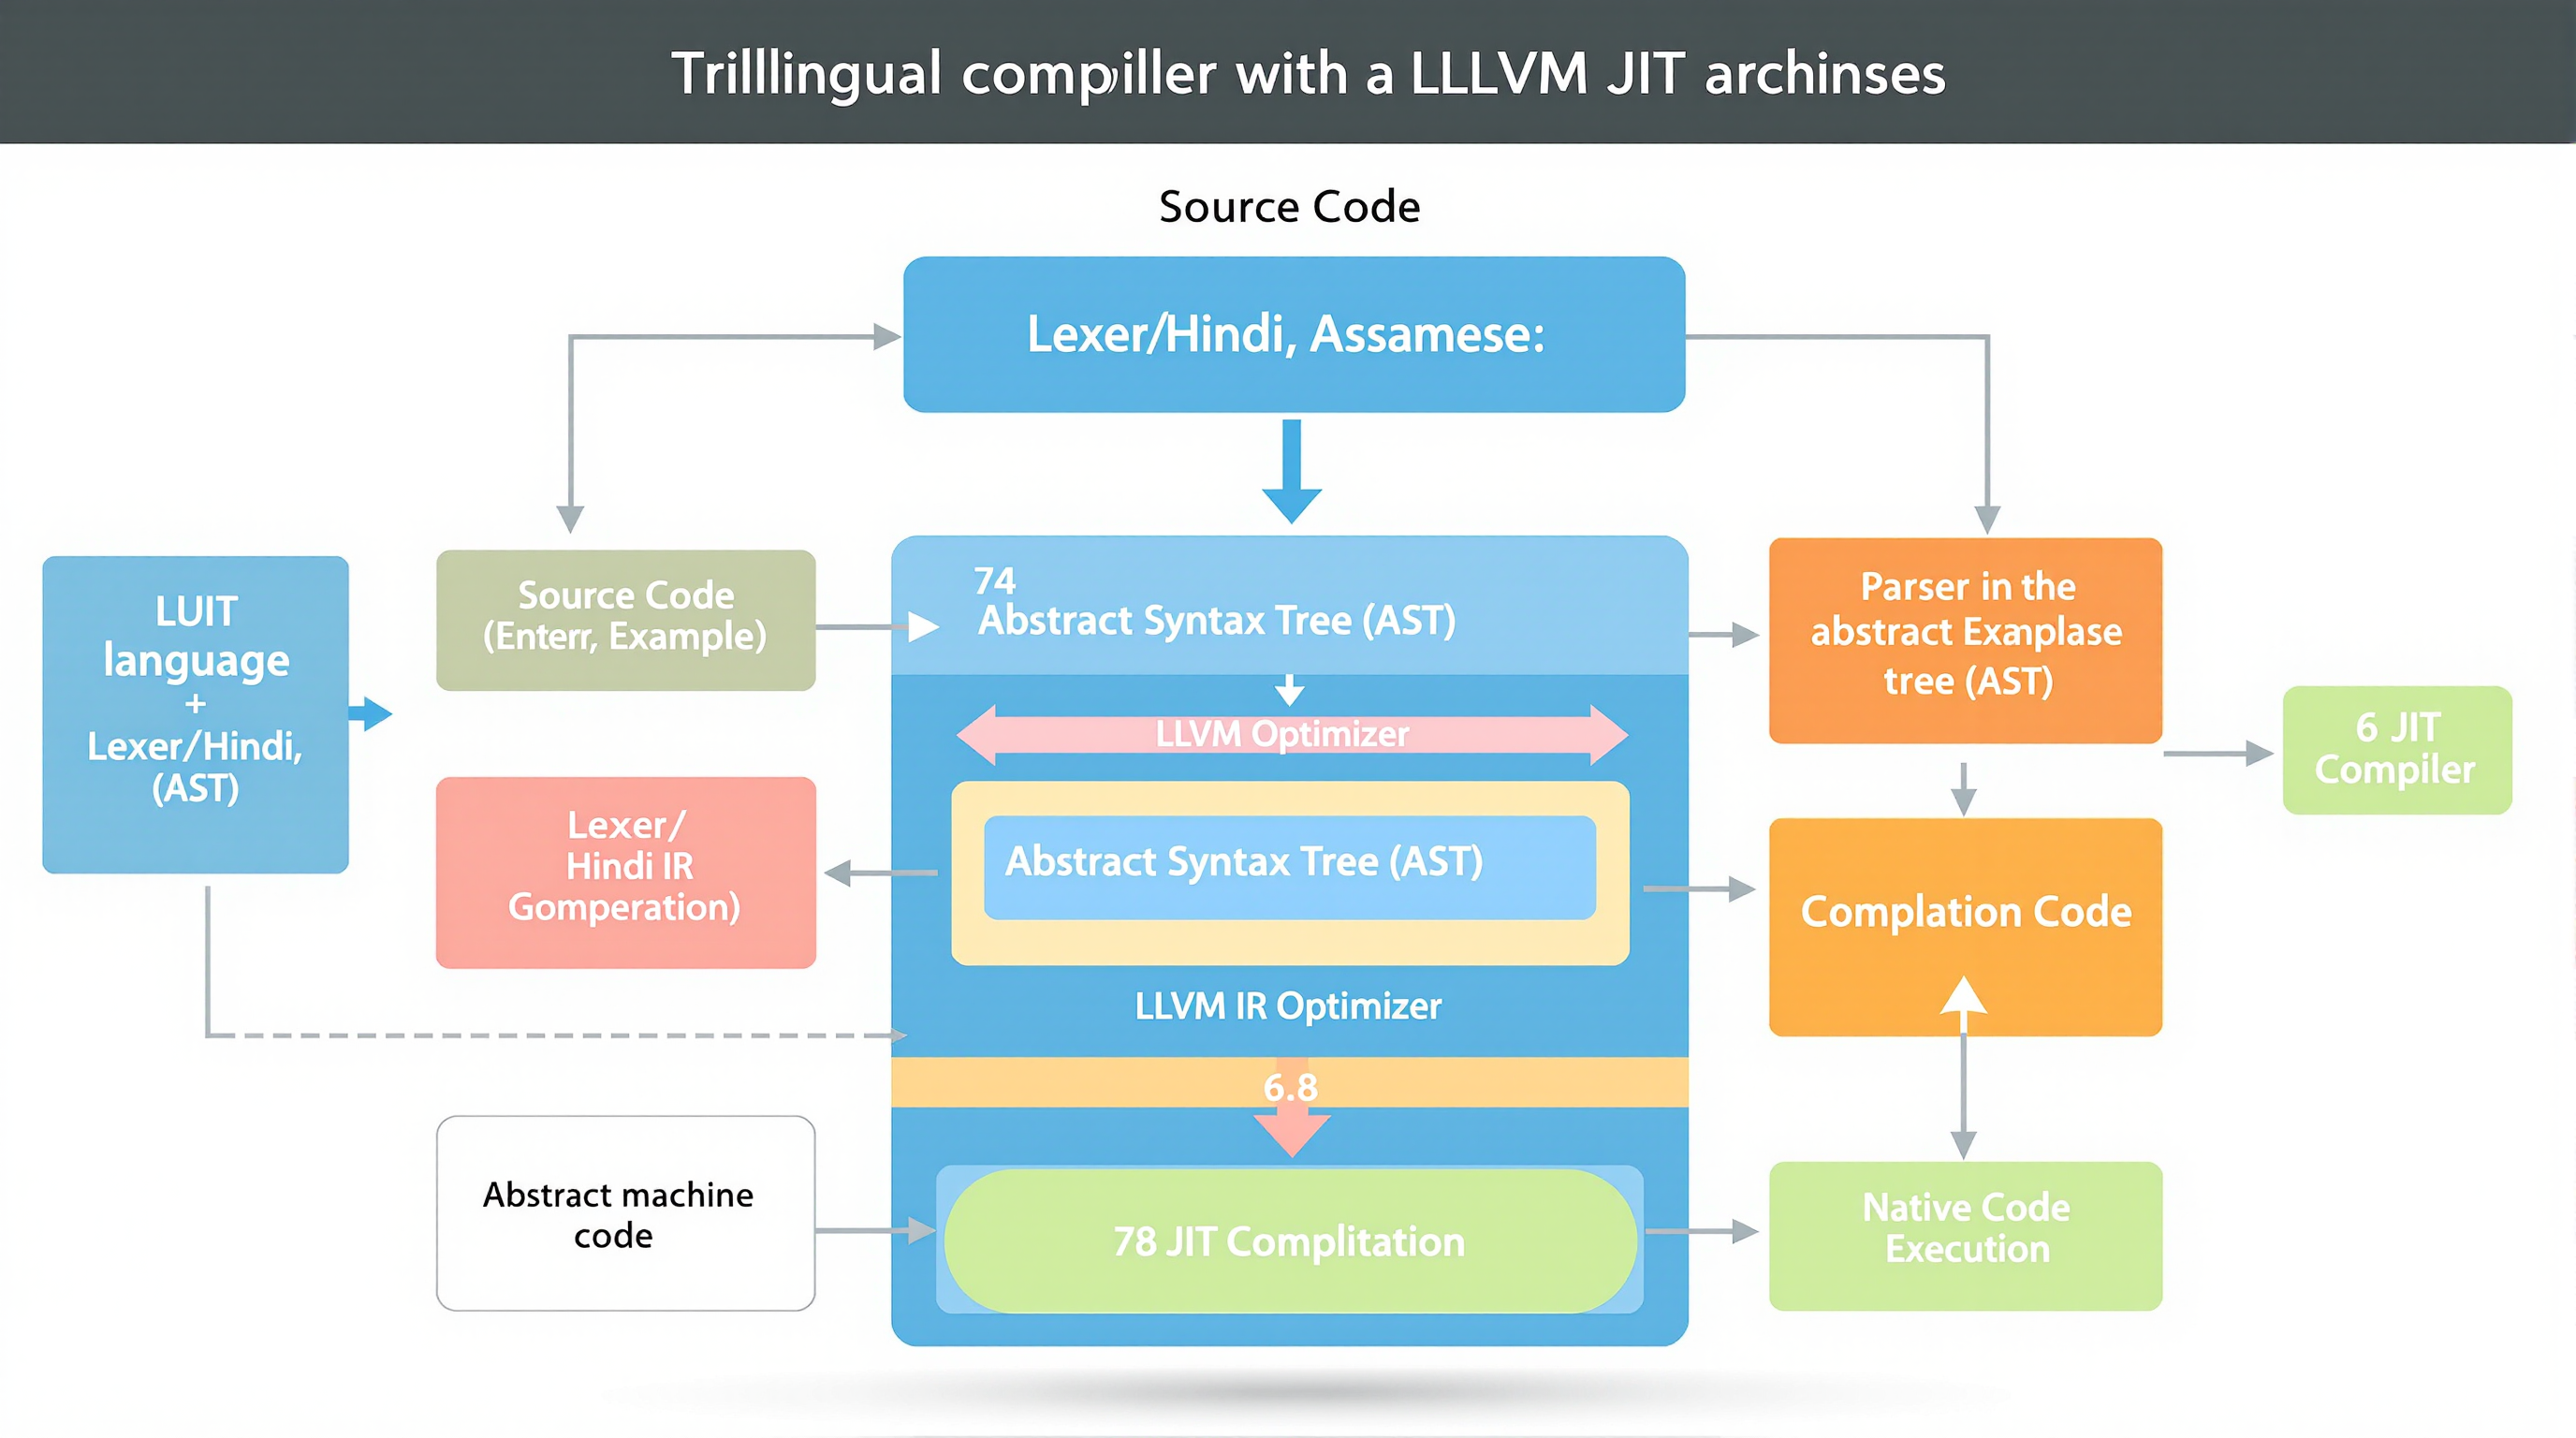 Trilllingual compiller with a LLLVM JIT archinses
Source Code
Lexer/Hindi, Assamese:
LUIT
language
+
Lexer/Hindi,
(AST)
Source Code
(Enterr, Example)
74
Abstract Syntax Tree (AST)
Parser in the
abstract Exanplase
tree (AST)
LLVM Optimizer
6 JIT
Compiler
Lexer/
Hindi IR
Gomperation)
Abstract Syntax Tree (AST)
Complation Code
LLVM IR Optimizer
6.8
Abstract machine
code
78 JIT Complitation
Native Code
Execution